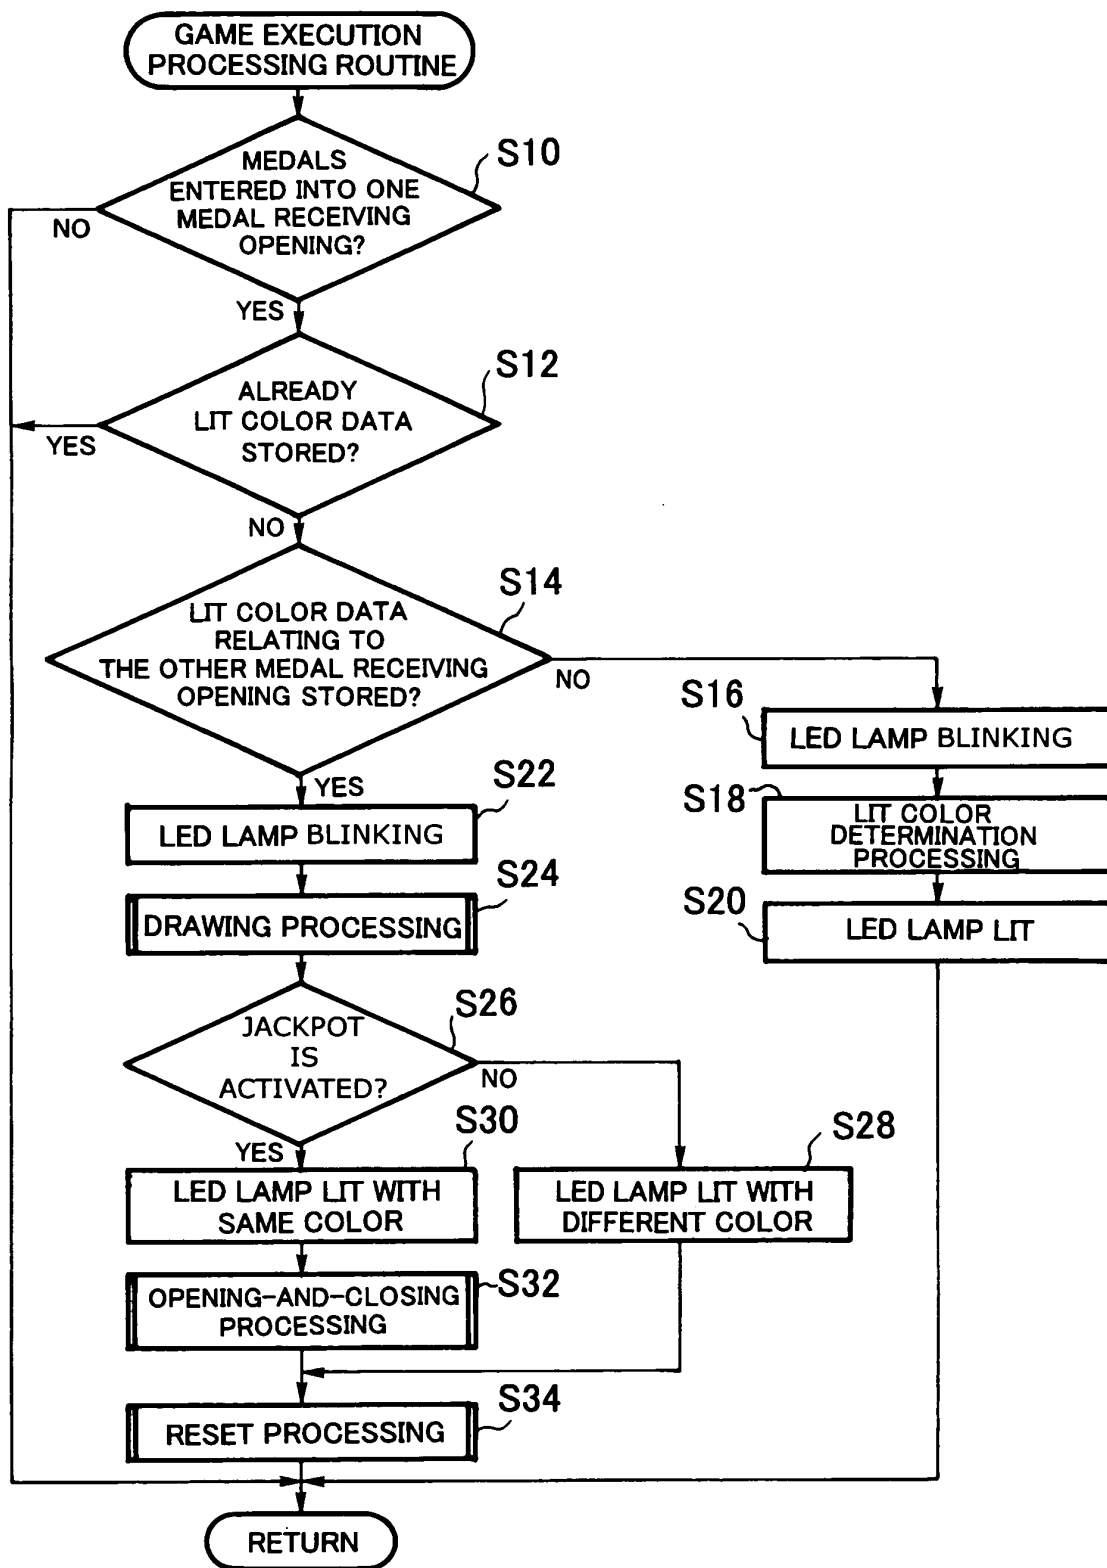 GAME EXECUTION
PROCESSING ROUTINE
S10
MEDALS
ENTERED INTO ONE
MEDAL RECEIVING
OPENING?
NO
YES
S12
ALREADY
LIT COLOR DATA
STORED?
YES
NO
S14
LIT COLOR DATA
RELATING TO
THE OTHER MEDAL RECEIVING
OPENING STORED?
NO
YES
S16
LED LAMP BLINKING
S18
LIT COLOR
DETERMINATION
PROCESSING
S20
LED LAMP LIT
S22
LED LAMP BLINKING
S24
DRAWING PROCESSING
S26
JACKPOT
IS
ACTIVATED?
NO
YES
S30
LED LAMP LIT WITH
SAME COLOR
S28
LED LAMP LIT WITH
DIFFERENT COLOR
S32
OPENING-AND-CLOSING
PROCESSING
S34
RESET PROCESSING
RETURN